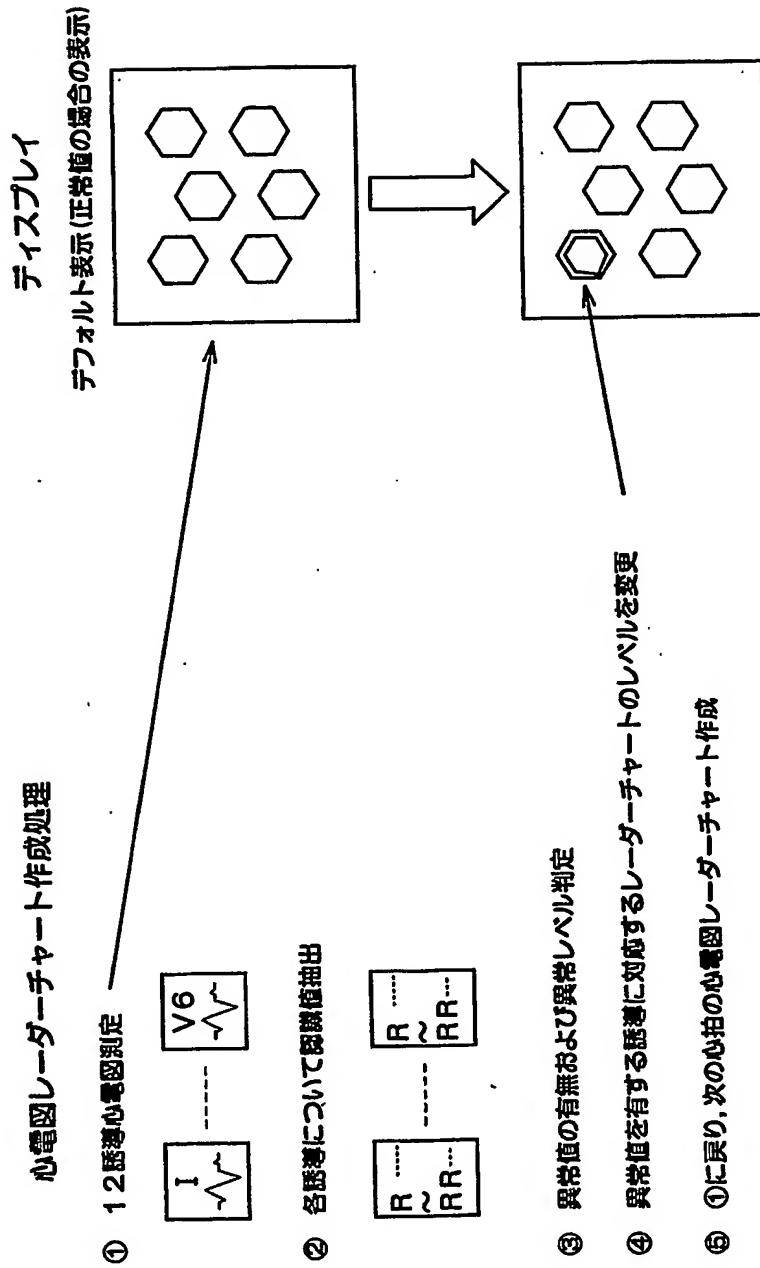 心電図レーダーチャート作成処理
① 12誘導心電図測定
I ------ V6
② 各誘導について認識値抽出
R ······ ------ R ······
~ ~
RR··· RR···
③ 異常値の有無および異常レベル判定
④ 異常値を有する誘導に対応するレーダーチャートのレベルを変更
⑤ ①に戻り,次の心拍の心電図レーダーチャート作成
ディスプレイ
デフォルト表示(正常値の場合の表示)